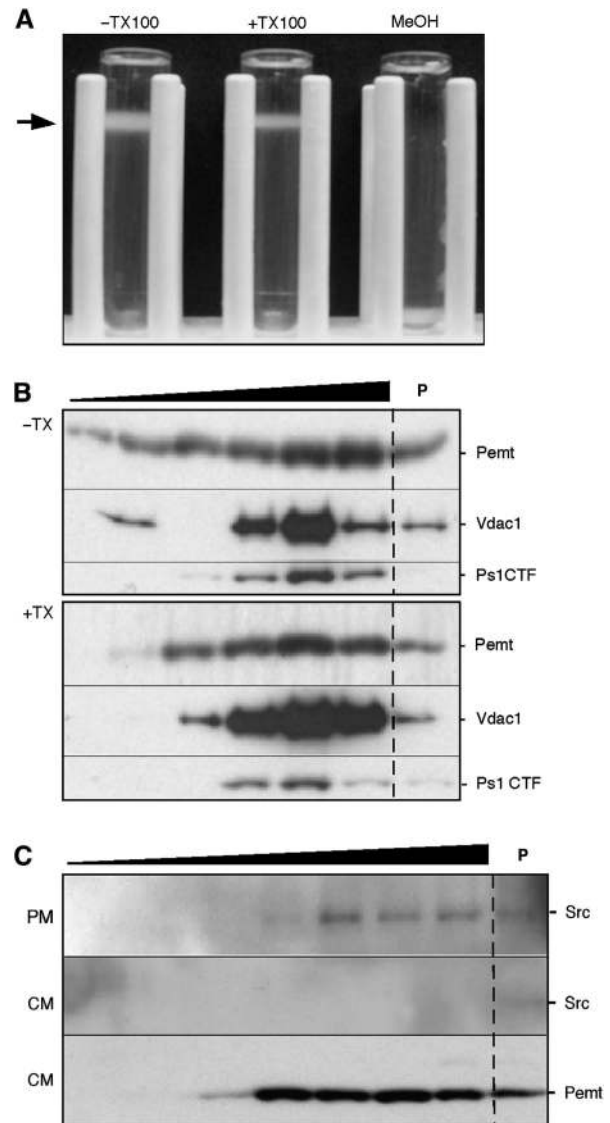 A
–TX100 +TX100 MeOH
B
P
–TX
Pemt
Vdac1
Ps1CTF
+TX
Pemt
Vdac1
Ps1 CTF
C
P
PM
Src
CM
Src
CM
Pemt